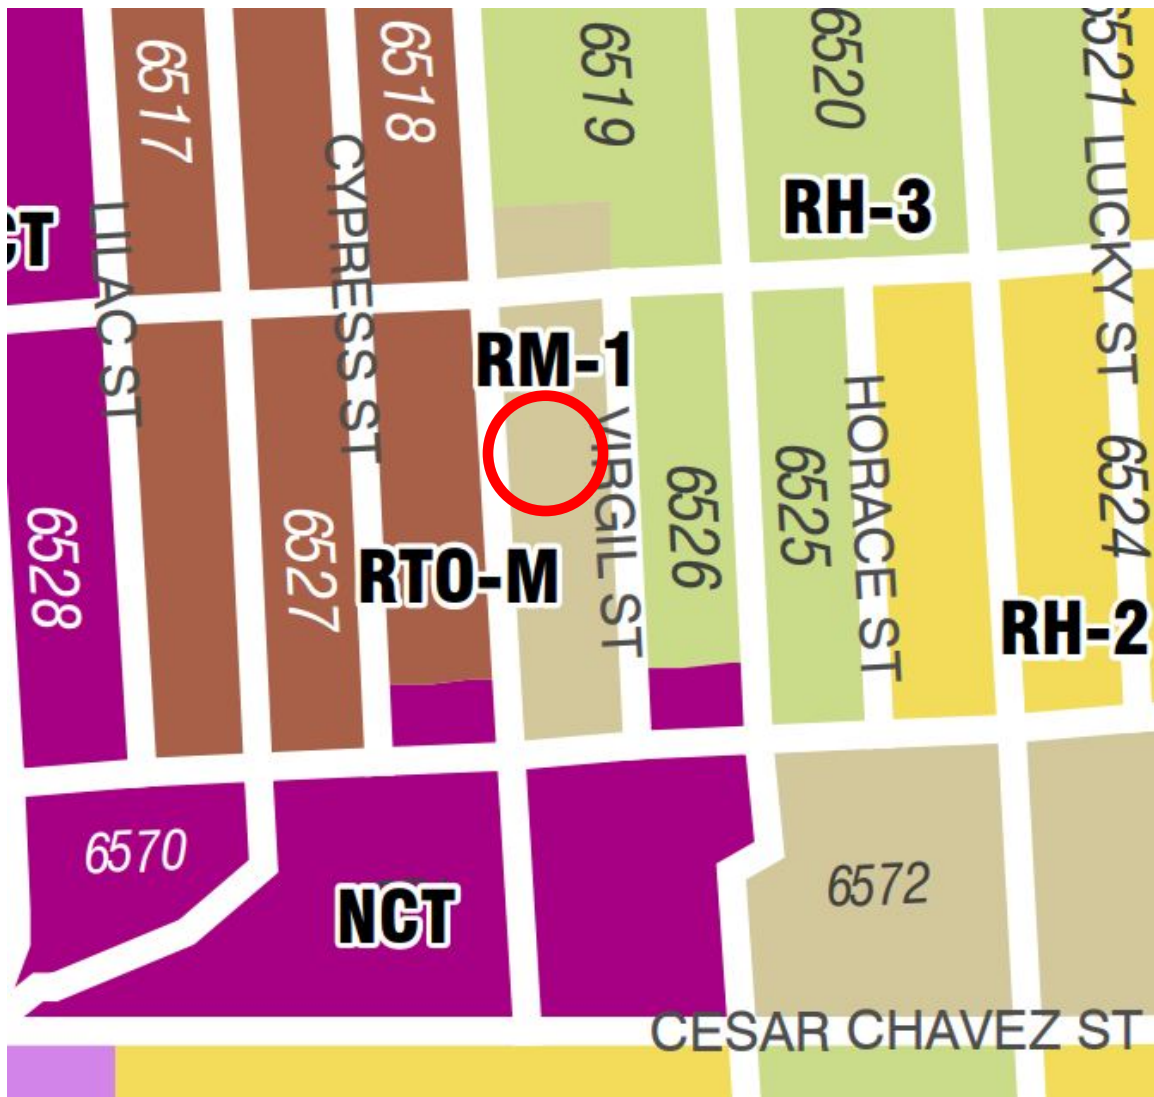 6517
6518
6519
6520
6521
LUCKY ST
CYPRESS ST
LILAC ST
CT
RH-3
RM-1
VIRGIL ST
HORACE ST
6528
6527
6526
6525
6524
RTO-M
RH-2
6570
NCT
6572
CESAR CHAVEZ ST